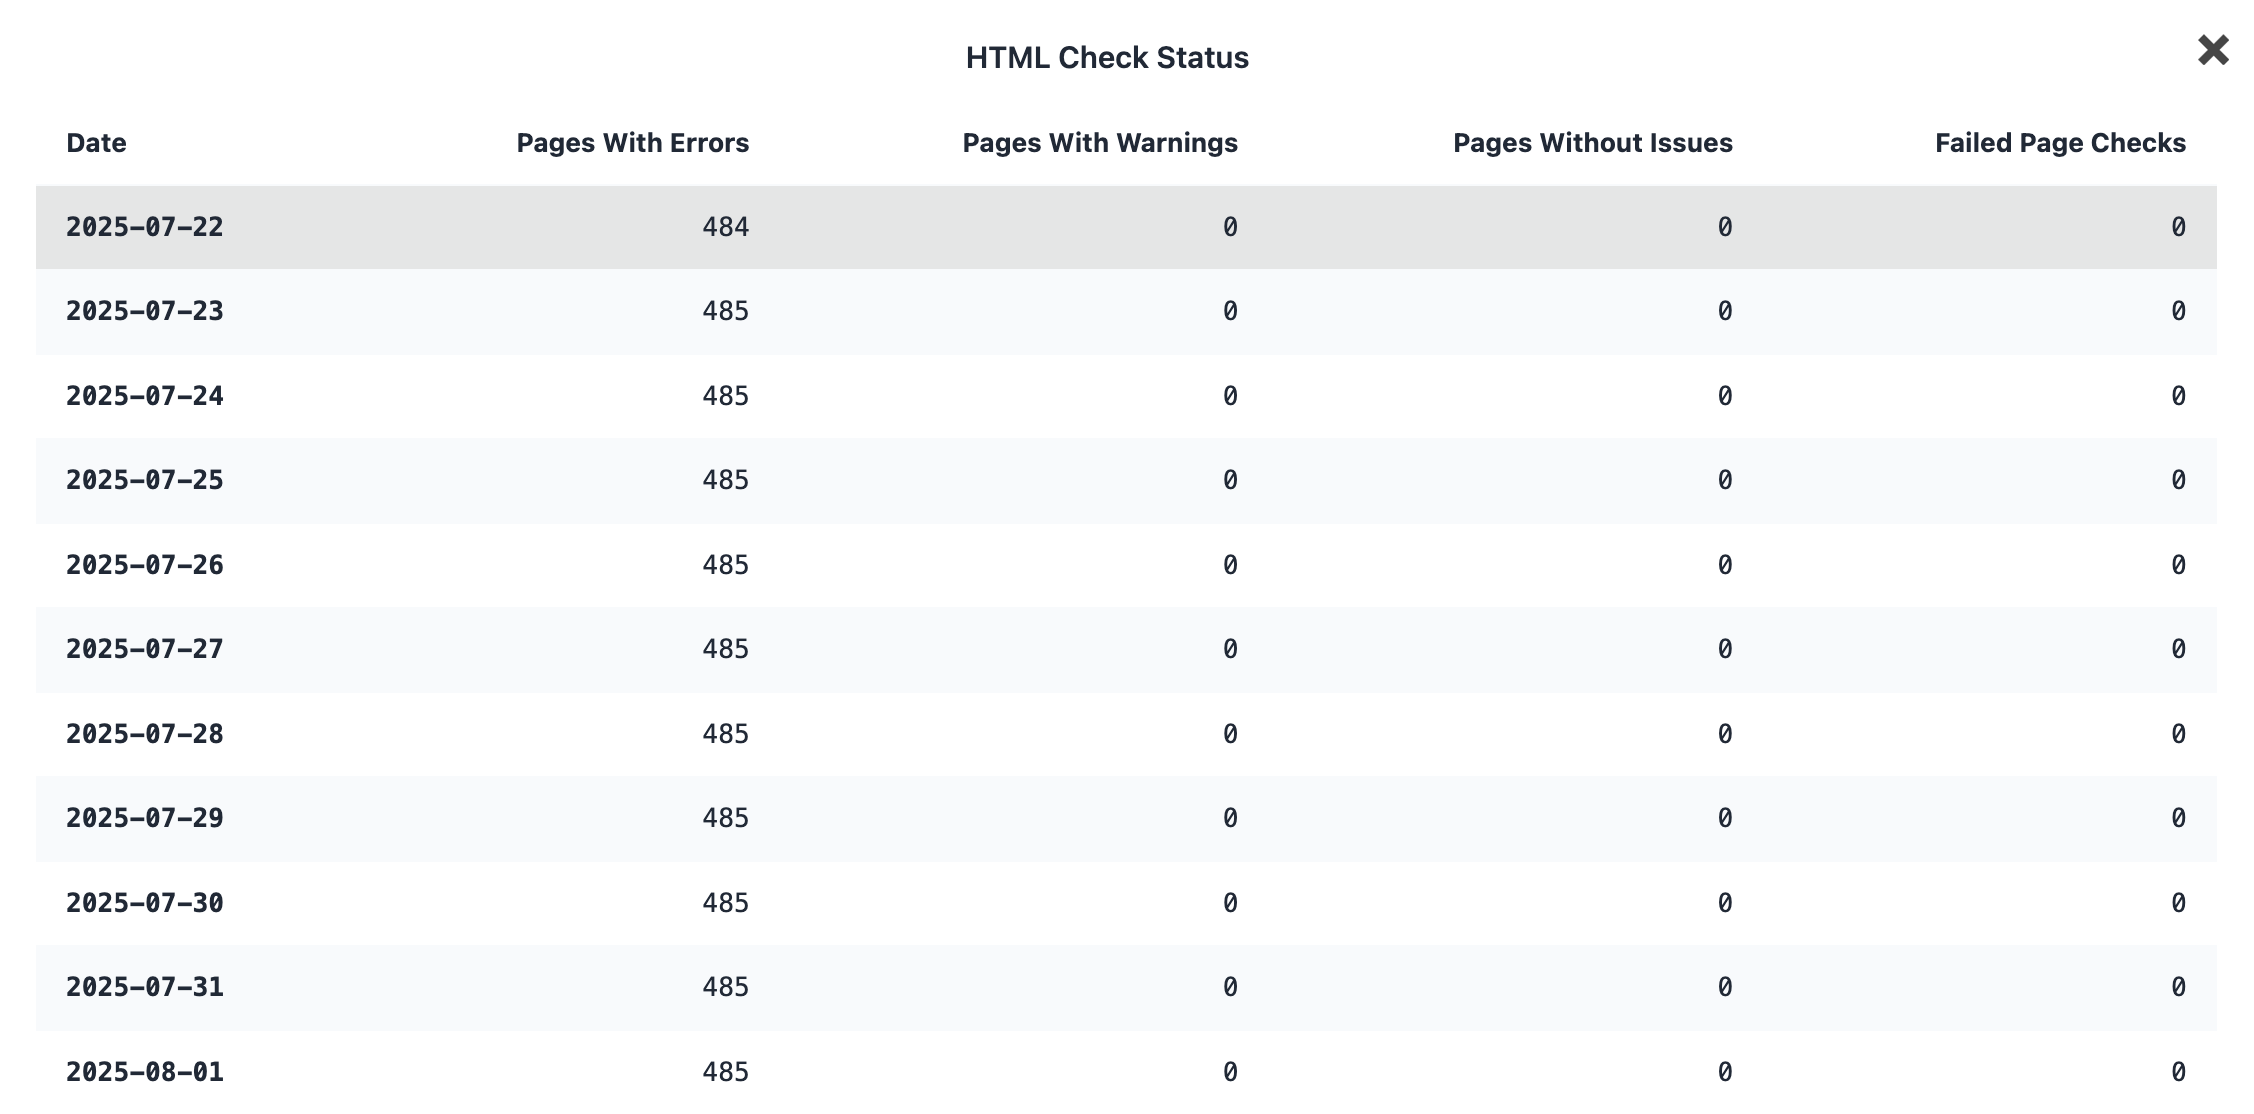 HTML Check Status
Date Pages With Errors Pages With Warnings Pages Without Issues Failed Page Checks
2025-07-22 484 0 0 0
2025-07-23 485 0 0 0
2025-07-24 485 0 0 0
2025-07-25 485 0 0 0
2025-07-26 485 0 0 0
2025-07-27 485 0 0 0
2025-07-28 485 0 0 0
2025-07-29 485 0 0 0
2025-07-30 485 0 0 0
2025-07-31 485 0 0 0
2025-08-01 485 0 0 0